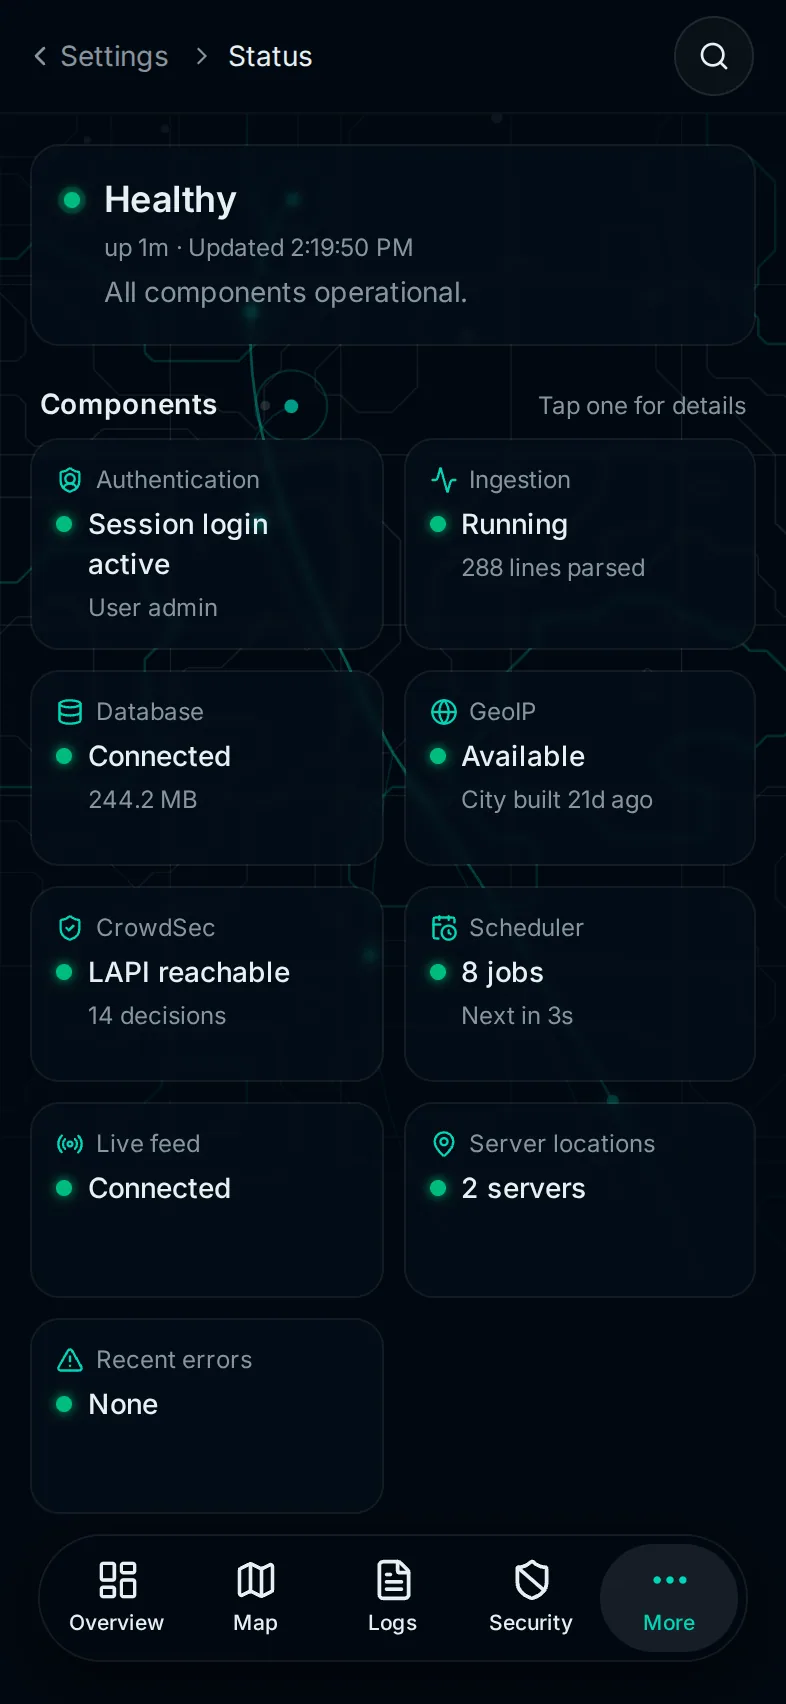 Settings > Status
Healthy
up 1m · Updated 2:19:50 PM
All components operational.
Components
Tap one for details
Authentication
Session login
active
User admin
Ingestion
Running
288 lines parsed
Database
Connected
244.2 MB
GeoIP
Available
City built 21d ago
CrowdSec
LAPI reachable
14 decisions
Scheduler
8 jobs
Next in 3s
Live feed
Connected
Server locations
2 servers
Recent errors
None
Overview
Map
Logs
Security
More